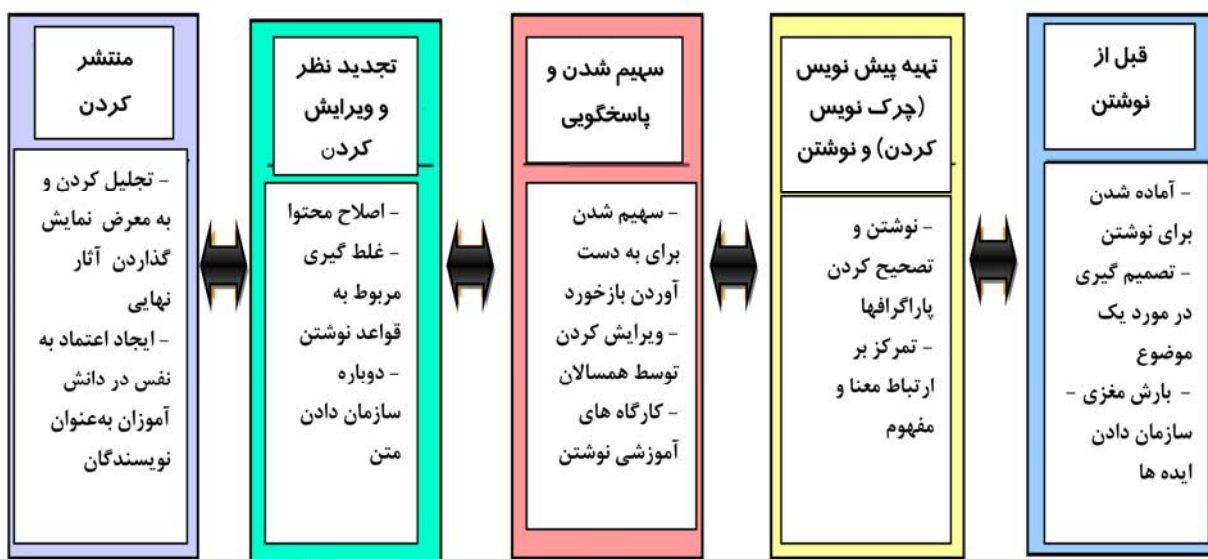 قبل از
نوشتن
- آماده شدن
برای نوشتن
- تصمیم گیری
در مورد یک
موضوع
- بارش مغزی -
سازمان دادن
ایده ها
تهیه پیش نویس
(چرک نویس
کردن) و نوشتن
- نوشتن و
تصحیح کردن
پاراگرافها
- تمرکز بر
ارتباط معنا و
مفهوم
سهیم شدن و
پاسخگویی
- سهیم شدن
برای به دست
آوردن بازخورد
- ویرایش کردن
توسط همسالان
- کارگاه های
آموزشی نوشتن
تجدید نظر
و ویرایش
کردن
- اصلاح محتوا
- غلط گیری
مربوط به
قواعد نوشتن
- دوباره
سازمان دادن
متن
منتشر
کردن
- تجلیل کردن و
به معرض نمایش
گذاردن آثار
نهایی
- ایجاد اعتماد به
نفس در دانش
آموزان به‌عنوان
نویسندگان